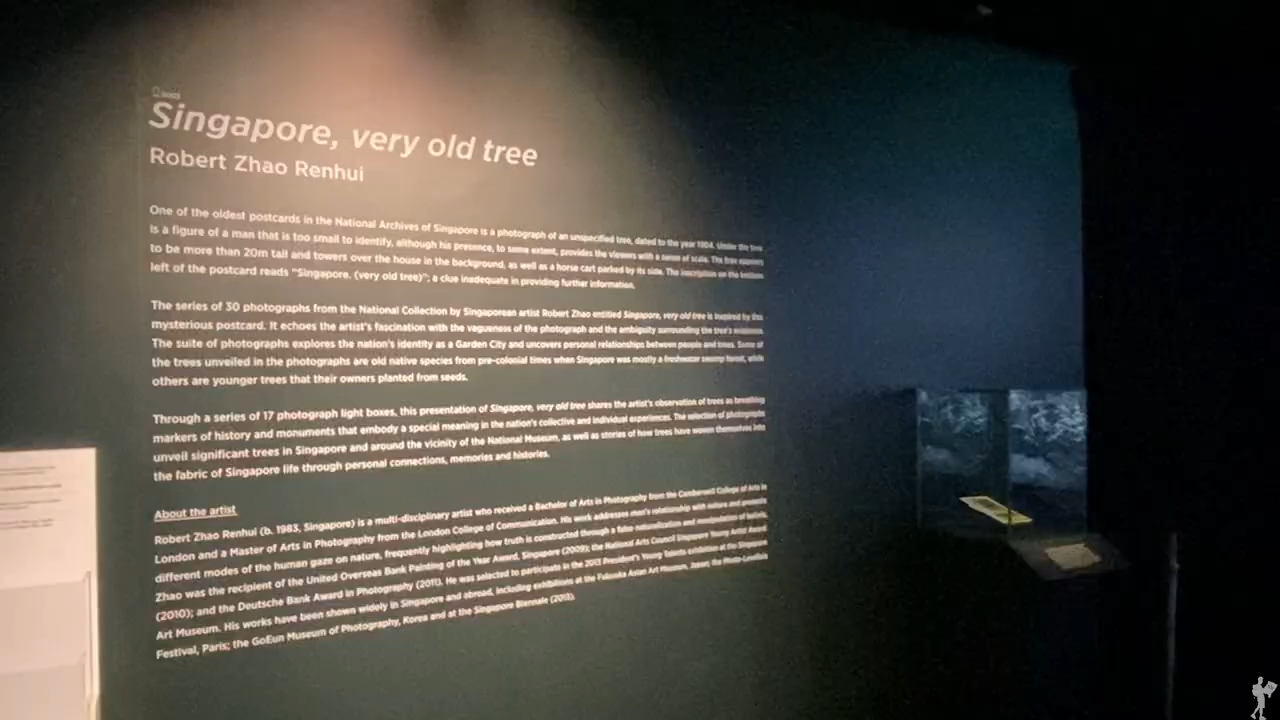 Singapore, very old tree
Robert Zhao Renhui
One of the oldest postcards in the National Archives of Singapore is a photograph of an unspecified tree, dated to the year 1904. Under the tree
is a figure of a man that is too small to identify, although his presence, to some extent, provides the viewers with a sense of scale. The tree appears
to be more than 20m tall and towers over the house in the background, as well as a horse cart parked by its side. The inscription on the bottom
left of the postcard reads "Singapore. (very old tree)"; a clue inadequate in providing further information.
The series of 30 photographs from the National Collection by Singaporean artist Robert Zhao entitled Singapore, very old tree is inspired by this
mysterious postcard. It echoes the artist's fascination with the vagueness of the photograph and the ambiguity surrounding the tree's existence.
The suite of photographs explores the nation's identity as a Garden City and uncovers personal relationships between people and trees. Some of
the trees unveiled in the photographs are old native species from pre-colonial times when Singapore was mostly a freshwater swamp forest, while
others are younger trees that their owners planted from seeds.
Through a series of 17 photograph light boxes, this presentation of Singapore, very old tree shares the artist's observation of trees as breathing
markers of history and monuments that embody a special meaning in the nation's collective and individual experiences. The selection of photographs
unveil significant trees in Singapore and around the vicinity of the National Museum, as well as stories of how trees have woven themselves into
the fabric of Singapore life through personal connections, memories and histories.
About the artist
Robert Zhao Renhui (b. 1983, Singapore) is a multi-disciplinary artist who received a Bachelor of Arts in Photography from the Camberwell College of Arts in
London and a Master of Arts in Photography from the London College of Communication. His work addresses man's relationship with nature and presents
different modes of the human gaze on nature, frequently highlighting how truth is constructed through a false
Zhao was the recipient of the United Overseas Bank Painting of the Year Award, Singapore (2009); the National Arts Council Singapore Young Artist Award
(2010); and the Deutsche Bank Award in Photography (2011). He was selected to participate in the 2013 President's Young Talents exhibition at the Singapore
Art Museum. His works have been shown widely in Singapore and abroad, including exhibitions at the Fukuoka Asian Art Museum, Japan; the Photo-Levallois
Festival, Paris; the GoEun Museum of Photography, Korea and at the Singapore Biennale (2013).